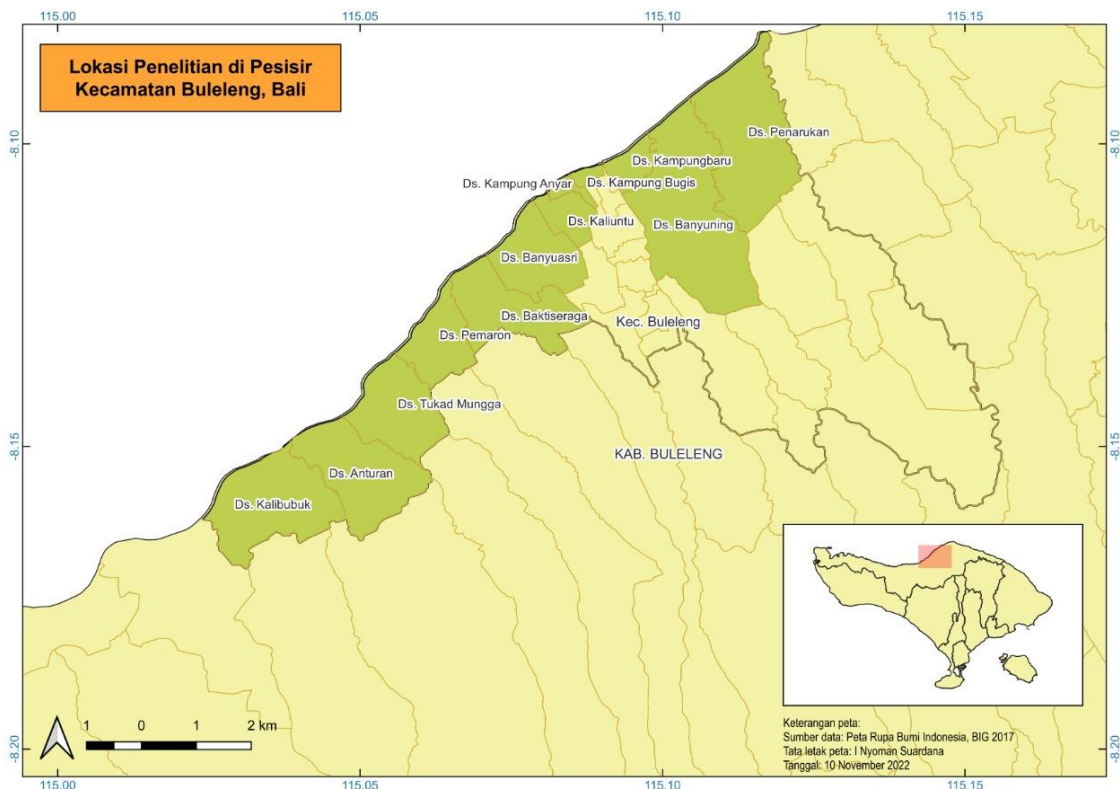 115.00
115.05
115.10
115.15
Lokasi Penelitian di Pesisir
Kecamatan Buleleng, Bali
-8.10
-8.10
Ds. Penarukan
Ds. Kampungbaru
Ds. Kampung Anyar
Ds. Kampung Bugis
Ds. Kaliuntu
Ds. Banyuning
Ds. Banyuasri
Ds. Baktiseraga
Kec. Buleleng
Ds. Pemaron
Ds. Tukad Mungga
-8.15
-8.15
KAB. BULELENG
Ds. Anturan
Ds. Kalibubuk
1 0 1 2 km
Keterangan peta:
Sumber data: Peta Rupa Bumi Indonesia, BIG 2017
Tata letak peta: I Nyoman Suardana
Tanggal: 10 November 2022
-8.20
-8.20
115.00
115.05
115.10
115.15